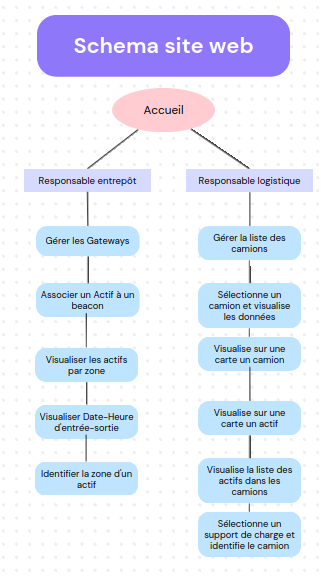 Schema site web
Accueil
Responsable entrepôt
Gérer les Gateways
Associer un Actif à un
beacon
Visualiser les actifs
par zone
Visualiser Date-Heure
d'entrée-sortie
Identifier la zone d'un
actif
Responsable logistique
Gérer la liste des
camions
Sélectionne un
camion et visualise
les données
Visualise sur une
carte un camion
Visualise sur une
carte un actif
Visualise la liste des
actifs dans les
camions
Sélectionne un
support de charge et
identifie le camion